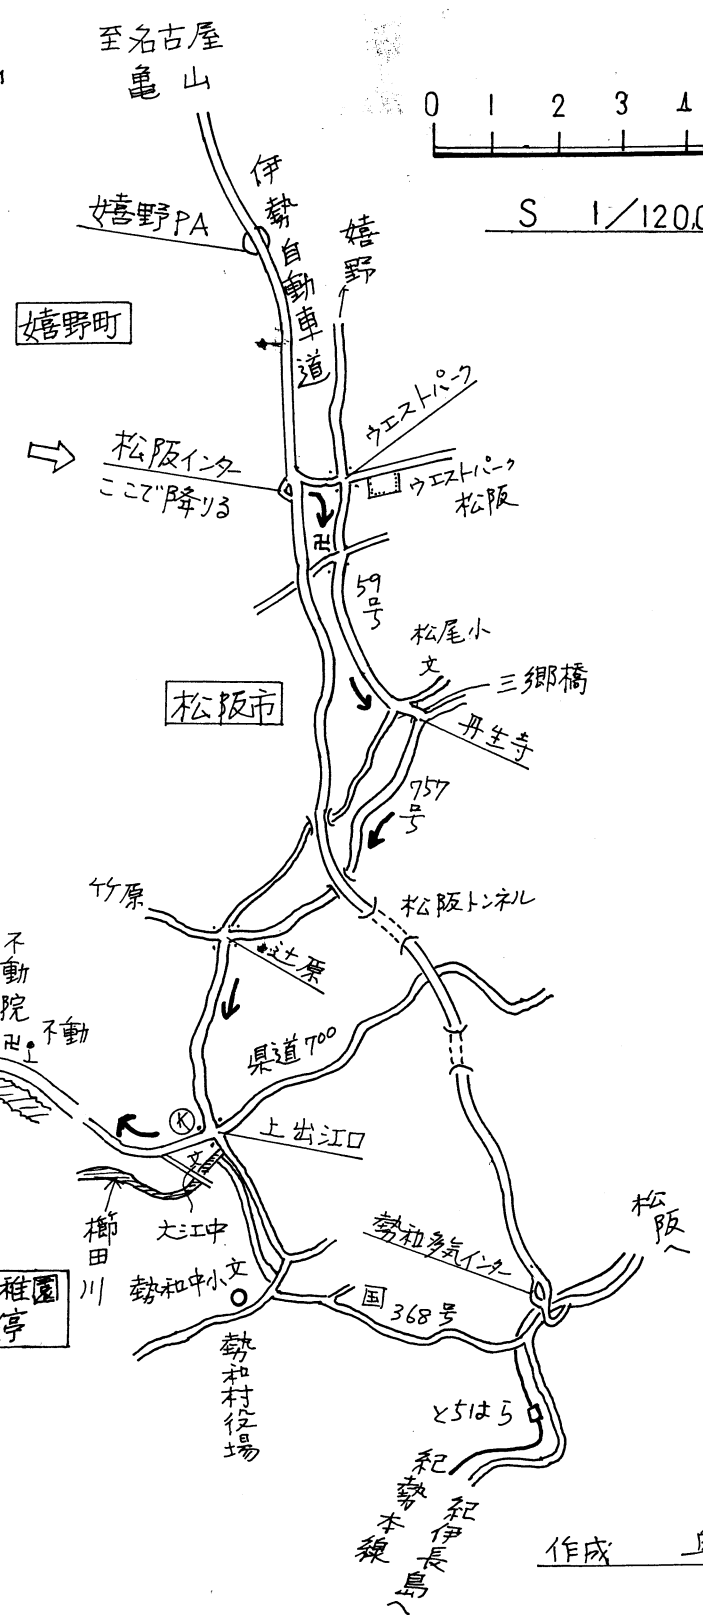 至名古屋
亀山
0 1 2 3 4
S 1/120,0
伊勢自動車道
嬉野PA
嬉野
嬉野町
ウエストパーク
松阪インター
ここで降りる
ウエストパーク
松阪
卍
59号
松尾小
文
三郷橋
丹生寺
松阪市
757号
竹原
松阪トンネル
辻原
不動院
卍
不動
県道700
K
上出江口
文
大江中
櫛田川
稚園
亭
勢和中小文
勢和村役場
国368号
勢和多気インター
松阪へ
とちはら
紀勢本線
紀伊長島へ
作成